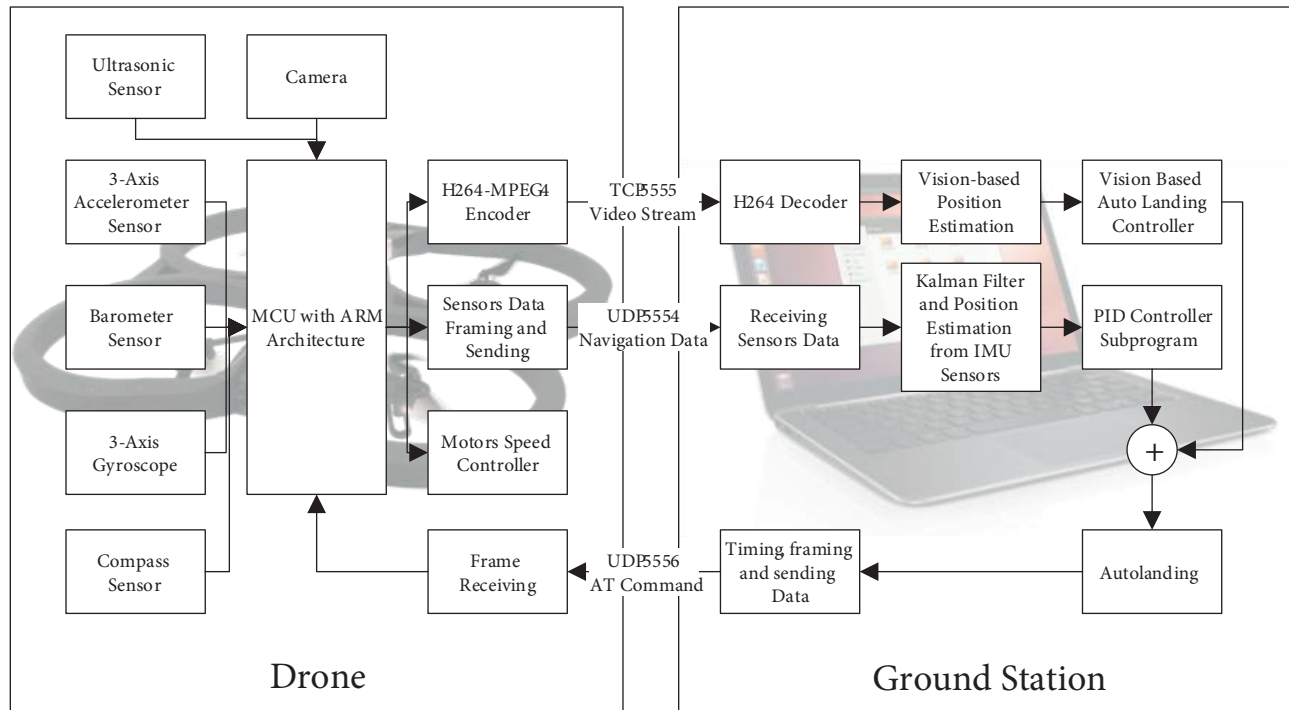 Ultrasonic
Sensor
Camera
3-Axis
Accelerometer
Sensor
Barometer
Sensor
3-Axis
Gyroscope
Compass
Sensor
MCU with ARM
Architecture
H264-MPEG4
Encoder
Sensors Data
Framing and
Sending
Motors Speed
Controller
Frame
Receiving
Drone
TCP5555
Video Stream
UDP5554
Navigation Data
UDP5556
AT Command
H264 Decoder
Vision-based
Position
Estimation
Vision Based
Auto Landing
Controller
Receiving
Sensors Data
Kalman Filter
and Position
Estimation
from IMU
Sensors
PID Controller
Subprogram
+
Timing, framing
and sending
Data
Autolanding
Ground Station